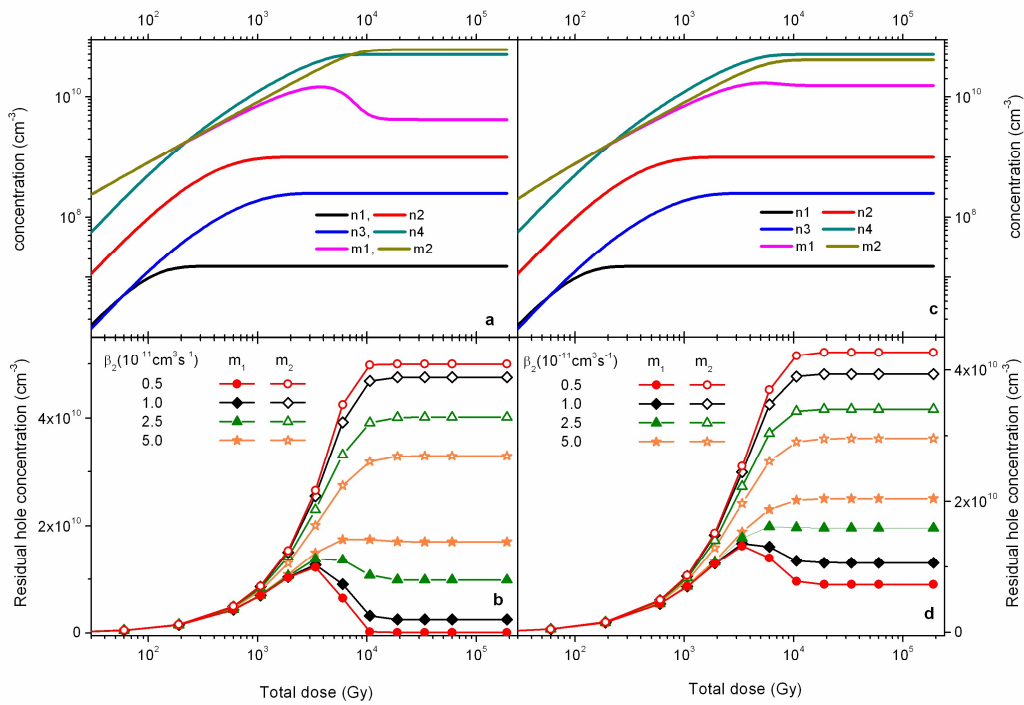 10² 10³ 10⁴ 10⁵ 10² 10³ 10⁴ 10⁵
concentration (cm⁻³)
10¹⁰
10⁸
n1, n2
n3, n4
m1, m2
a
10¹⁰
10⁸
concentration (cm⁻³)
n1 n2
n3 n4
m1 m2
c
Residual hole concentration (cm⁻³)
4x10¹⁰
2x10¹⁰
0
β₂(10⁻¹¹cm³s⁻¹) m₁ m₂
0.5
1.0
2.5
5.0
b
β₂(10⁻¹¹cm³s⁻¹) m₁ m₂
0.5
1.0
2.5
5.0
d
4x10¹⁰
2x10¹⁰
0
Residual hole concentration (cm⁻³)
10² 10³ 10⁴ 10⁵ 10² 10³ 10⁴ 10⁵
Total dose (Gy) Total dose (Gy)